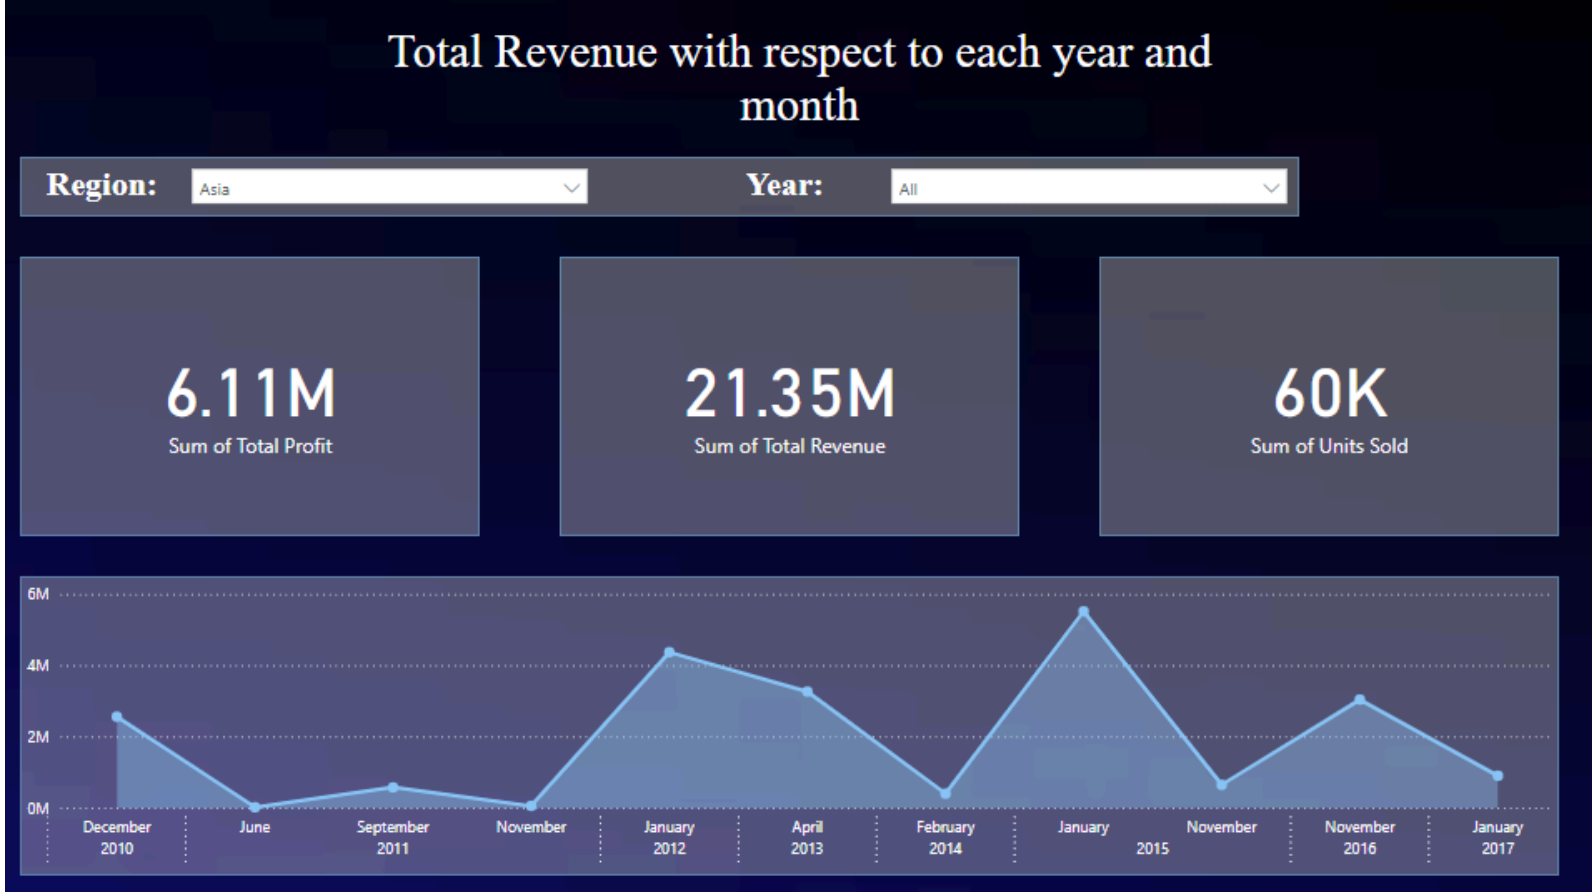 Total Revenue with respect to each year and
month
Region: Asia Year: All
6.11M 21.35M 60K
Sum of Total Profit Sum of Total Revenue Sum of Units Sold
6M
4M
2M
0M
December June September November January April February January November November January
2010 2011 2012 2013 2014 2015 2016 2017